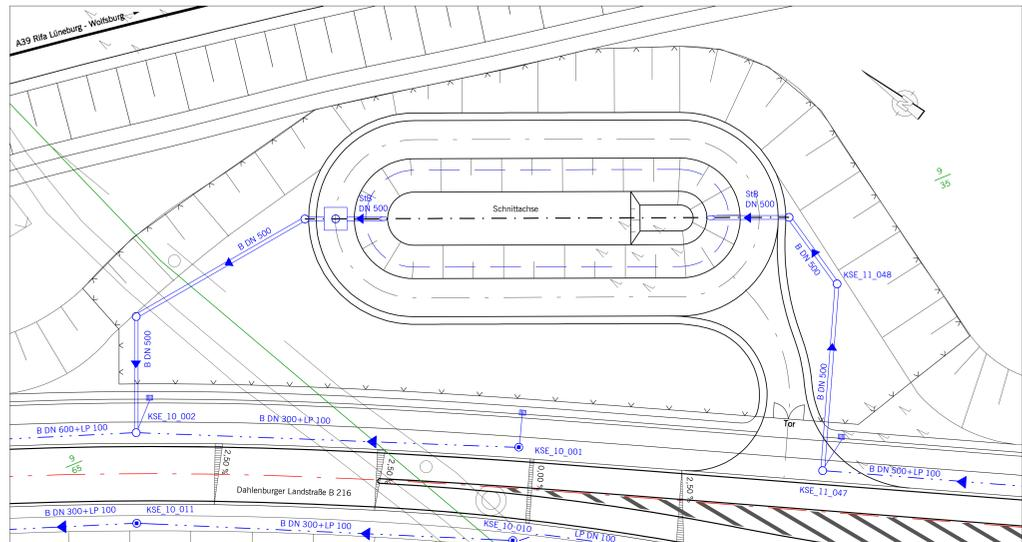 A39 Rifa Lüneburg - Wolfsburg
N
9
35
StB
DN 500
StB
DN 500
Schnittachse
B DN 500
B DN 500
KSE_11_048
B DN 500
B DN 500
KSE_10_002
B DN 300+LP 100
B DN 600+LP 100
Tor
KSE_10_001
B DN 500+LP 100
9
65
2,50 %
2,50 %
0,00 %
2,50 %
KSE_11_047
Dahlenburger Landstraße B 216
B DN 300+LP 100
KSE_10_011
B DN 300+LP 100
KSE_10_010
LP DN 100